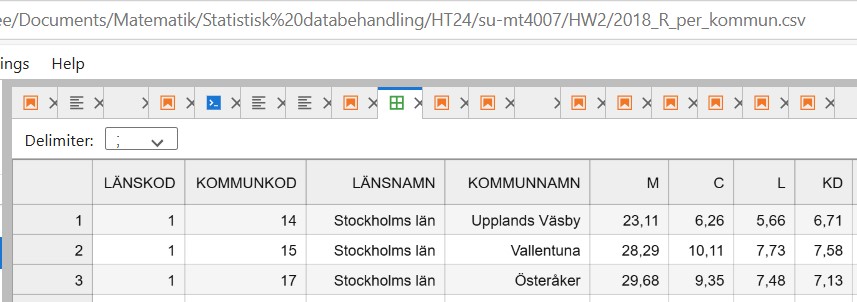 ee/Documents/Matematik/Statistisk%20databehandling/HT24/su-mt4007/HW2/2018_R_per_kommun.csv
ings Help
Delimiter: ;
LÄNSKOD KOMMUNKOD LÄNSNAMN KOMMUNNAMN M C L KD
1 1 14 Stockholms län Upplands Väsby 23,11 6,26 5,66 6,71
2 1 15 Stockholms län Vallentuna 28,29 10,11 7,73 7,58
3 1 17 Stockholms län Österåker 29,68 9,35 7,48 7,13